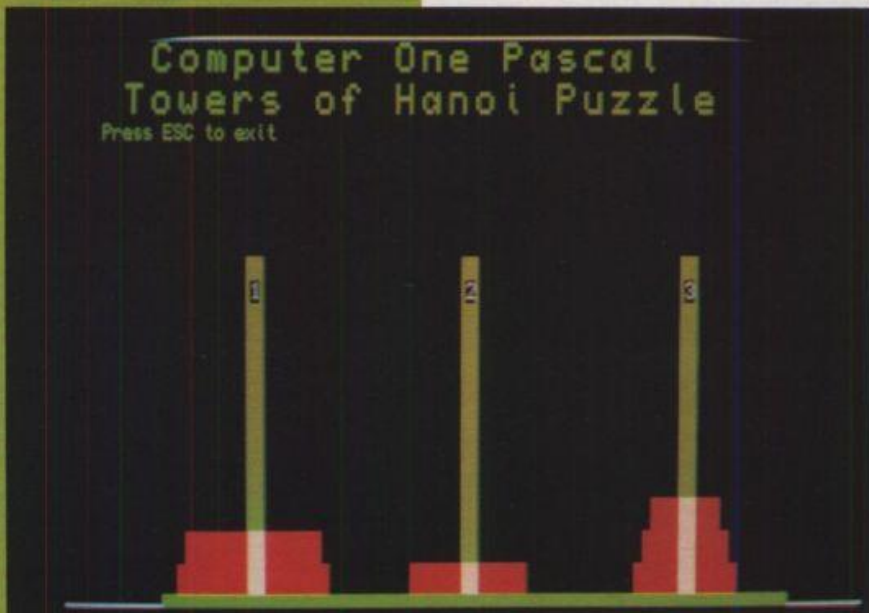 Computer One Pascal
Towers of Hanoi Puzzle
Press ESC to exit
1 2 3